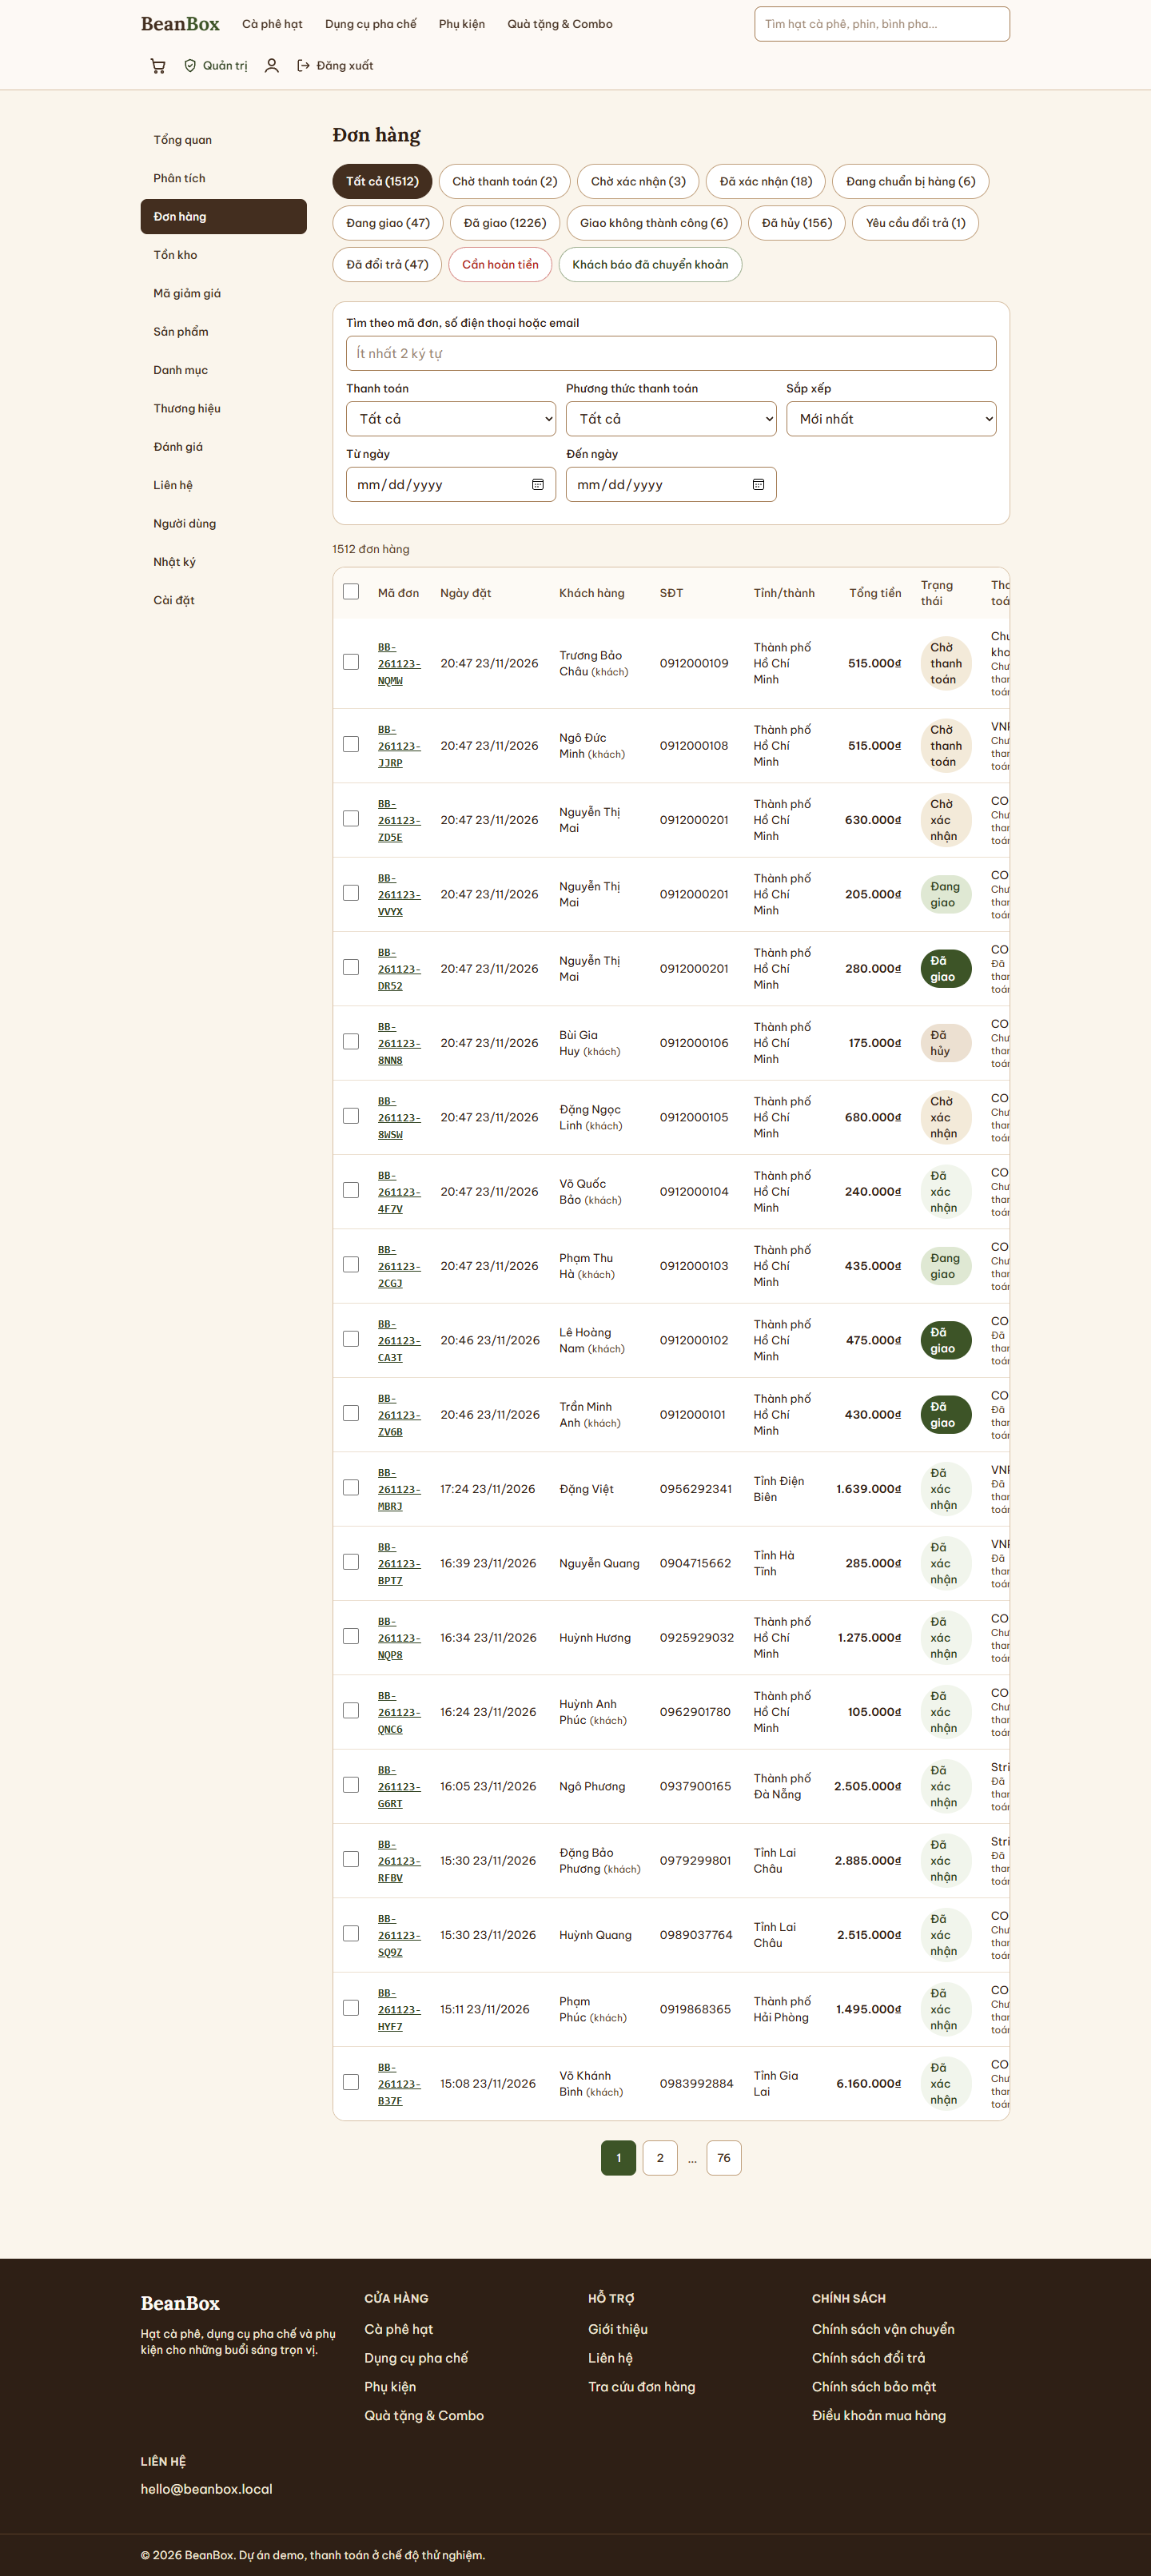 BeanBox Cà phê hạt Dụng cụ pha chế Phụ kiện Quà tặng & Combo Tìm hạt cà phê, phin, bình pha...
Quản trị Đăng xuất
Tổng quan
Phân tích
Đơn hàng
Tồn kho
Mã giảm giá
Sản phẩm
Danh mục
Thương hiệu
Đánh giá
Liên hệ
Người dùng
Nhật ký
Cài đặt
Đơn hàng
Tất cả (1512) Chờ thanh toán (2) Chờ xác nhận (3) Đã xác nhận (18) Đang chuẩn bị hàng (6)
Đang giao (47) Đã giao (1226) Giao không thành công (6) Đã hủy (156) Yêu cầu đổi trả (1)
Đã đổi trả (47) Cần hoàn tiền Khách báo đã chuyển khoản
Tìm theo mã đơn, số điện thoại hoặc email
Ít nhất 2 ký tự
Thanh toán Phương thức thanh toán Sắp xếp
Tất cả Tất cả Mới nhất
Từ ngày Đến ngày
mm/dd/yyyy mm/dd/yyyy
1512 đơn hàng
Mã đơn Ngày đặt Khách hàng SĐT Tỉnh/thành Tổng tiền Trạng thái
BB-261123-NQMW 20:47 23/11/2026 Trương Bảo Châu (khách) 0912000109 Thành phố Hồ Chí Minh 515.000₫ Chờ thanh toán
BB-261123-JJRP 20:47 23/11/2026 Ngô Đức Minh (khách) 0912000108 Thành phố Hồ Chí Minh 515.000₫ Chờ thanh toán
BB-261123-ZD5E 20:47 23/11/2026 Nguyễn Thị Mai 0912000201 Thành phố Hồ Chí Minh 630.000₫ Chờ xác nhận
BB-261123-VVYX 20:47 23/11/2026 Nguyễn Thị Mai 0912000201 Thành phố Hồ Chí Minh 205.000₫ Đang giao
BB-261123-DR52 20:47 23/11/2026 Nguyễn Thị Mai 0912000201 Thành phố Hồ Chí Minh 280.000₫ Đã giao Đã
BB-261123-8NN8 20:47 23/11/2026 Bùi Gia Huy (khách) 0912000106 Thành phố Hồ Chí Minh 175.000₫ Đã hủy
BB-261123-8WSW 20:47 23/11/2026 Đặng Ngọc Linh (khách) 0912000105 Thành phố Hồ Chí Minh 680.000₫ Chờ xác nhận
BB-261123-4F7V 20:47 23/11/2026 Võ Quốc Bảo (khách) 0912000104 Thành phố Hồ Chí Minh 240.000₫ Đã xác nhận
BB-261123-2CGJ 20:47 23/11/2026 Phạm Thu Hà (khách) 0912000103 Thành phố Hồ Chí Minh 435.000₫ Đang giao
BB-261123-CA3T 20:46 23/11/2026 Lê Hoàng Nam (khách) 0912000102 Thành phố Hồ Chí Minh 475.000₫ Đã giao Đã
BB-261123-ZV6B 20:46 23/11/2026 Trần Minh Anh (khách) 0912000101 Thành phố Hồ Chí Minh 430.000₫ Đã giao Đã
BB-261123-MBRJ 17:24 23/11/2026 Đặng Việt 0956292341 Tỉnh Điện Biên 1.639.000₫ Đã xác nhận Đã
BB-261123-BPT7 16:39 23/11/2026 Nguyễn Quang 0904715662 Tỉnh Hà Tĩnh 285.000₫ Đã xác nhận Đã
BB-261123-NQP8 16:34 23/11/2026 Huỳnh Hương 0925929032 Thành phố Hồ Chí Minh 1.275.000₫ Đã xác nhận
BB-261123-QNC6 16:24 23/11/2026 Huỳnh Anh Phúc (khách) 0962901780 Thành phố Hồ Chí Minh 105.000₫ Đã xác nhận
BB-261123-G6RT 16:05 23/11/2026 Ngô Phương 0937900165 Thành phố Đà Nẵng 2.505.000₫ Đã xác nhận Đã
BB-261123-RFBV 15:30 23/11/2026 Đặng Bảo Phương (khách) 0979299801 Tỉnh Lai Châu 2.885.000₫ Đã xác nhận Đã
BB-261123-SQ9Z 15:30 23/11/2026 Huỳnh Quang 0989037764 Tỉnh Lai Châu 2.515.000₫ Đã xác nhận
BB-261123-HYF7 15:11 23/11/2026 Phạm Phúc (khách) 0919868365 Thành phố Hải Phòng 1.495.000₫ Đã xác nhận
BB-261123-B37F 15:08 23/11/2026 Võ Khánh Bình (khách) 0983992884 Tỉnh Gia Lai 6.160.000₫ Đã xác nhận
1 2 ... 76
BeanBox
Hạt cà phê, dụng cụ pha chế và phụ
kiện cho những buổi sáng trọn vị.
CỬA HÀNG
Cà phê hạt
Dụng cụ pha chế
Phụ kiện
Quà tặng & Combo
HỖ TRỢ
Giới thiệu
Liên hệ
Tra cứu đơn hàng
CHÍNH SÁCH
Chính sách vận chuyển
Chính sách đổi trả
Chính sách bảo mật
Điều khoản mua hàng
LIÊN HỆ
hello@beanbox.local
© 2026 BeanBox. Dự án demo, thanh toán ở chế độ thử nghiệm.